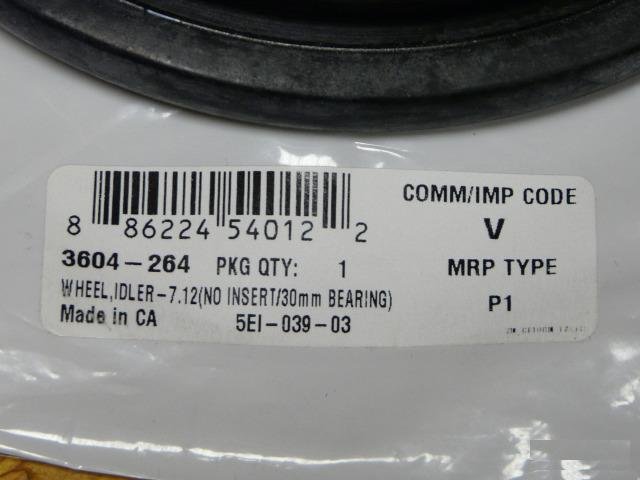 8 86224 54012 2
3604-264 PKG QTY: 1
WHEEL,IDLER-7.12(NO INSERT/30mm BEARING)
Made in CA 5EI-039-03
COMM/IMP CODE
V
MRP TYPE
P1